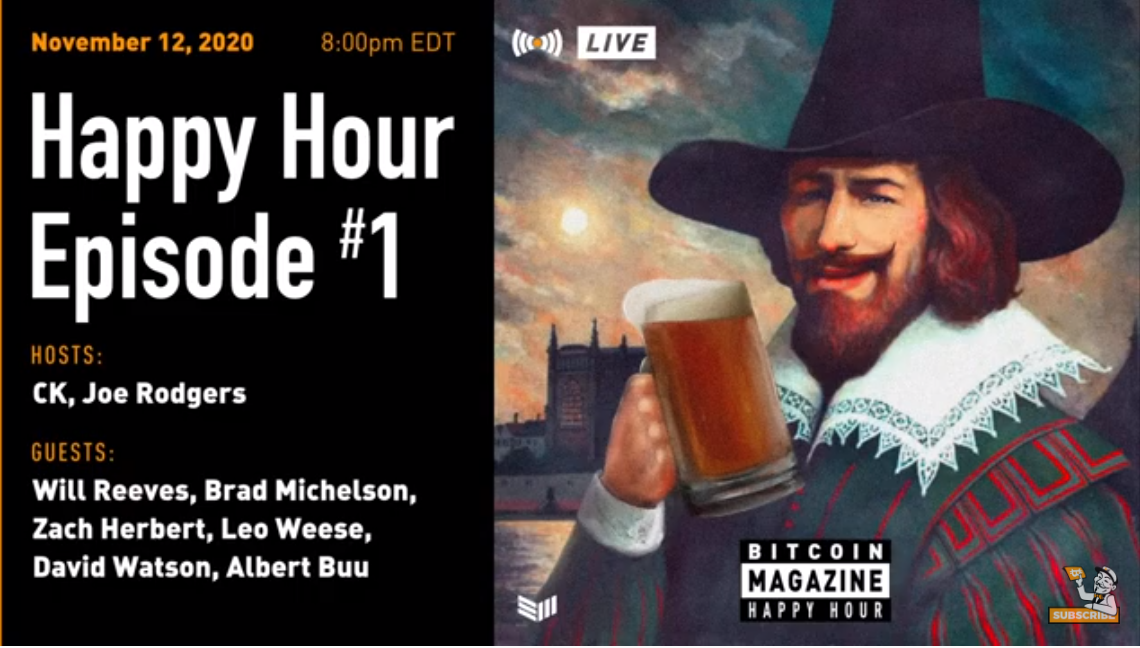 November 12, 2020 8:00pm EDT
LIVE
Happy Hour
Episode #1
HOSTS:
CK, Joe Rodgers
GUESTS:
Will Reeves, Brad Michelson,
Zach Herbert, Leo Weese,
David Watson, Albert Buu
BITCOIN
MAGAZINE
HAPPY HOUR
SUBSCRIBE